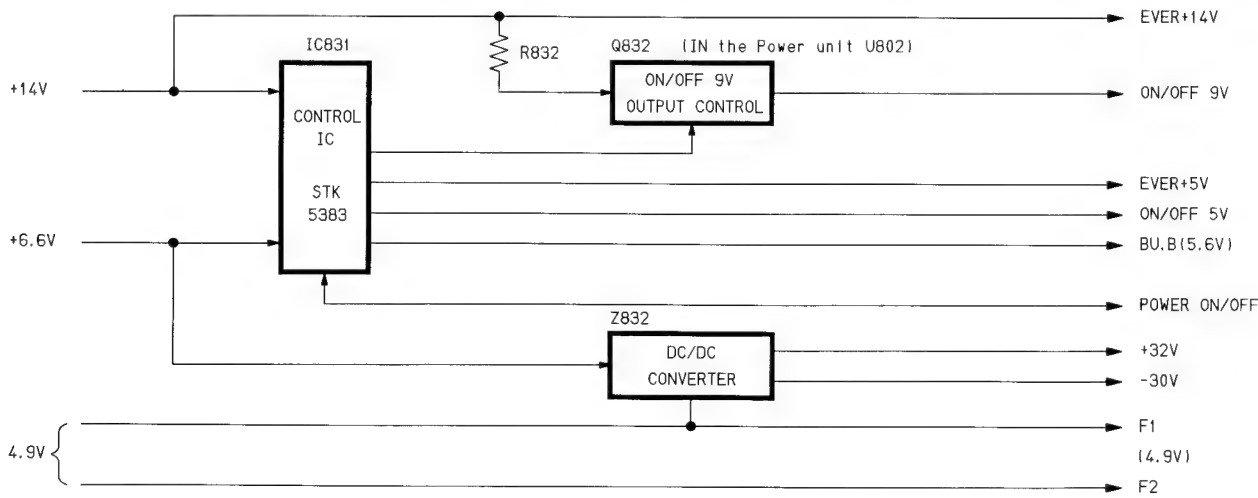 EVER+14V
IC831
R832
Q832 (IN the Power unit U802)
+14V
CONTROL
IC
STK
5383
ON/OFF 9V
OUTPUT CONTROL
ON/OFF 9V
EVER+5V
ON/OFF 5V
+6.6V
BU.B(5.6V)
POWER ON/OFF
Z832
DC/DC
CONVERTER
+32V
-30V
4.9V
F1
(4.9V)
F2